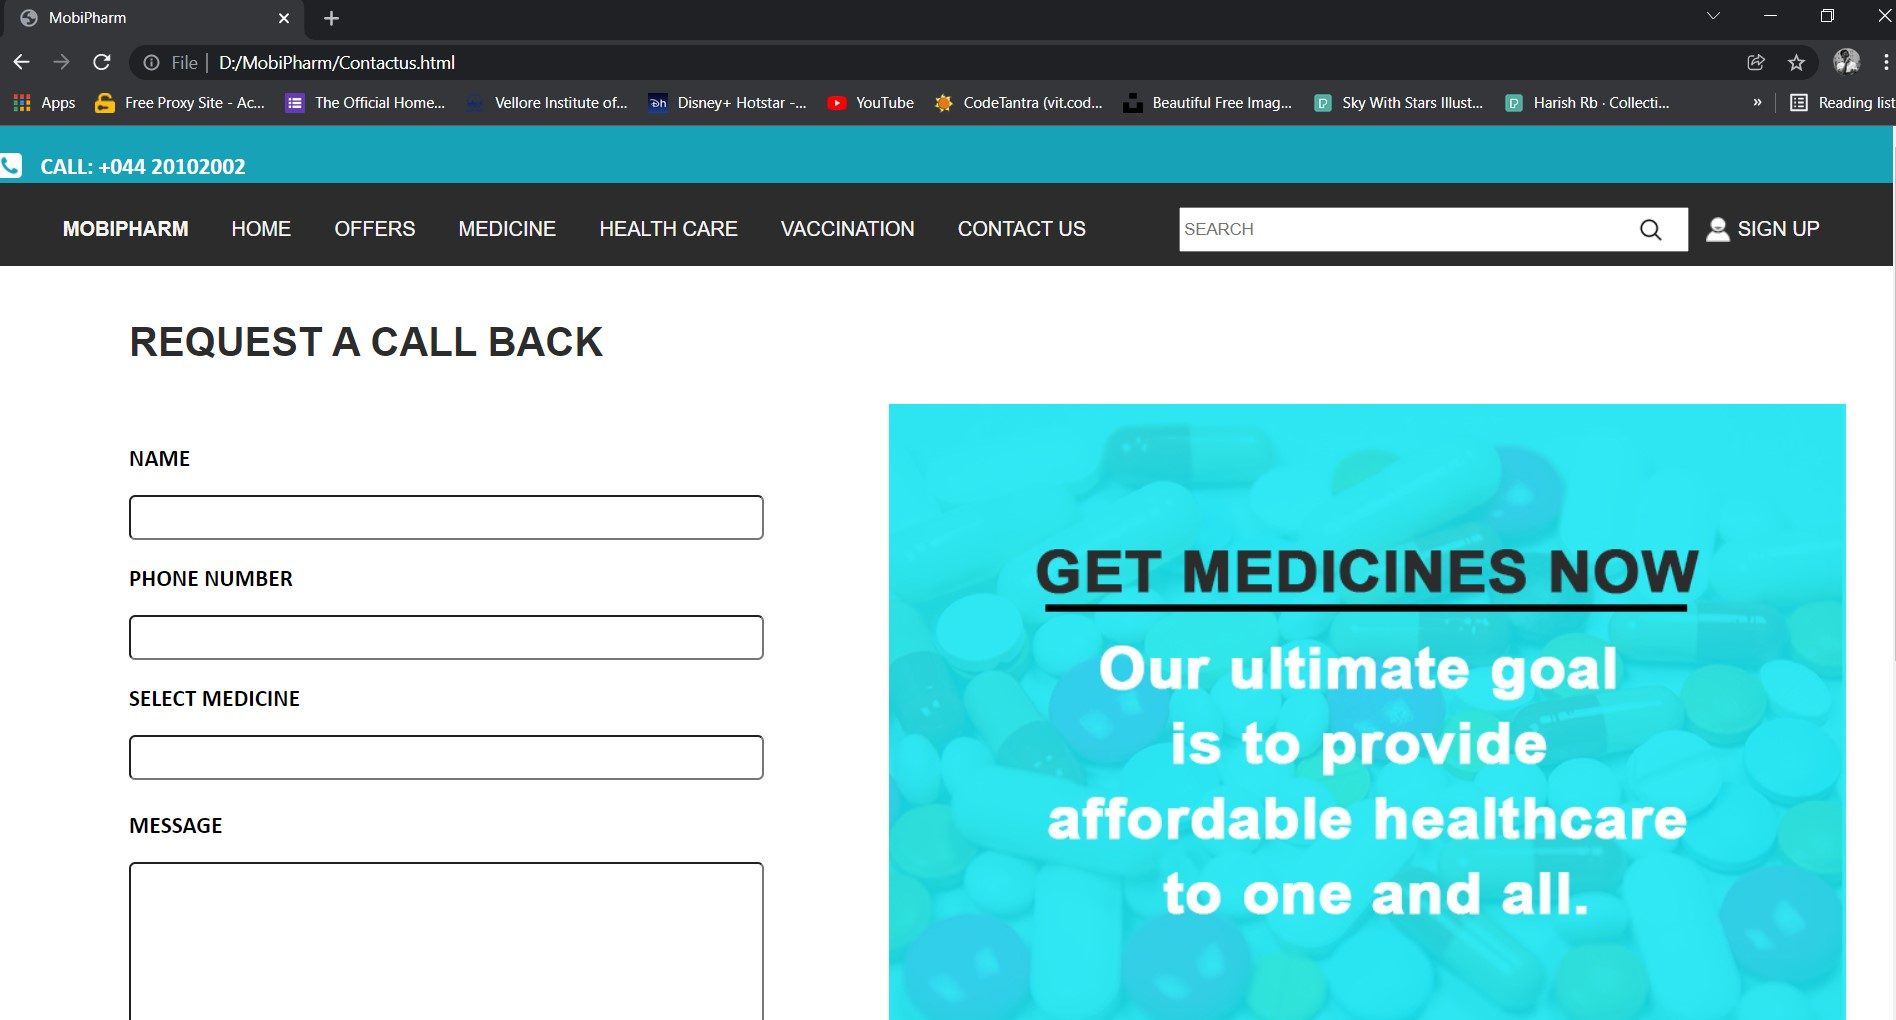 MobiPharm
File D:/MobiPharm/Contactus.html
Apps Free Proxy Site - Ac... The Official Home... Vellore Institute of... Disney+ Hotstar -... YouTube CodeTantra (vit.cod... Beautiful Free Imag... Sky With Stars Illust... Harish Rb · Collecti... » Reading list
CALL: +044 20102002
MOBIPHARM HOME OFFERS MEDICINE HEALTH CARE VACCINATION CONTACT US SEARCH SIGN UP
REQUEST A CALL BACK
NAME
PHONE NUMBER
SELECT MEDICINE
MESSAGE
GET MEDICINES NOW
Our ultimate goal
is to provide
affordable healthcare
to one and all.